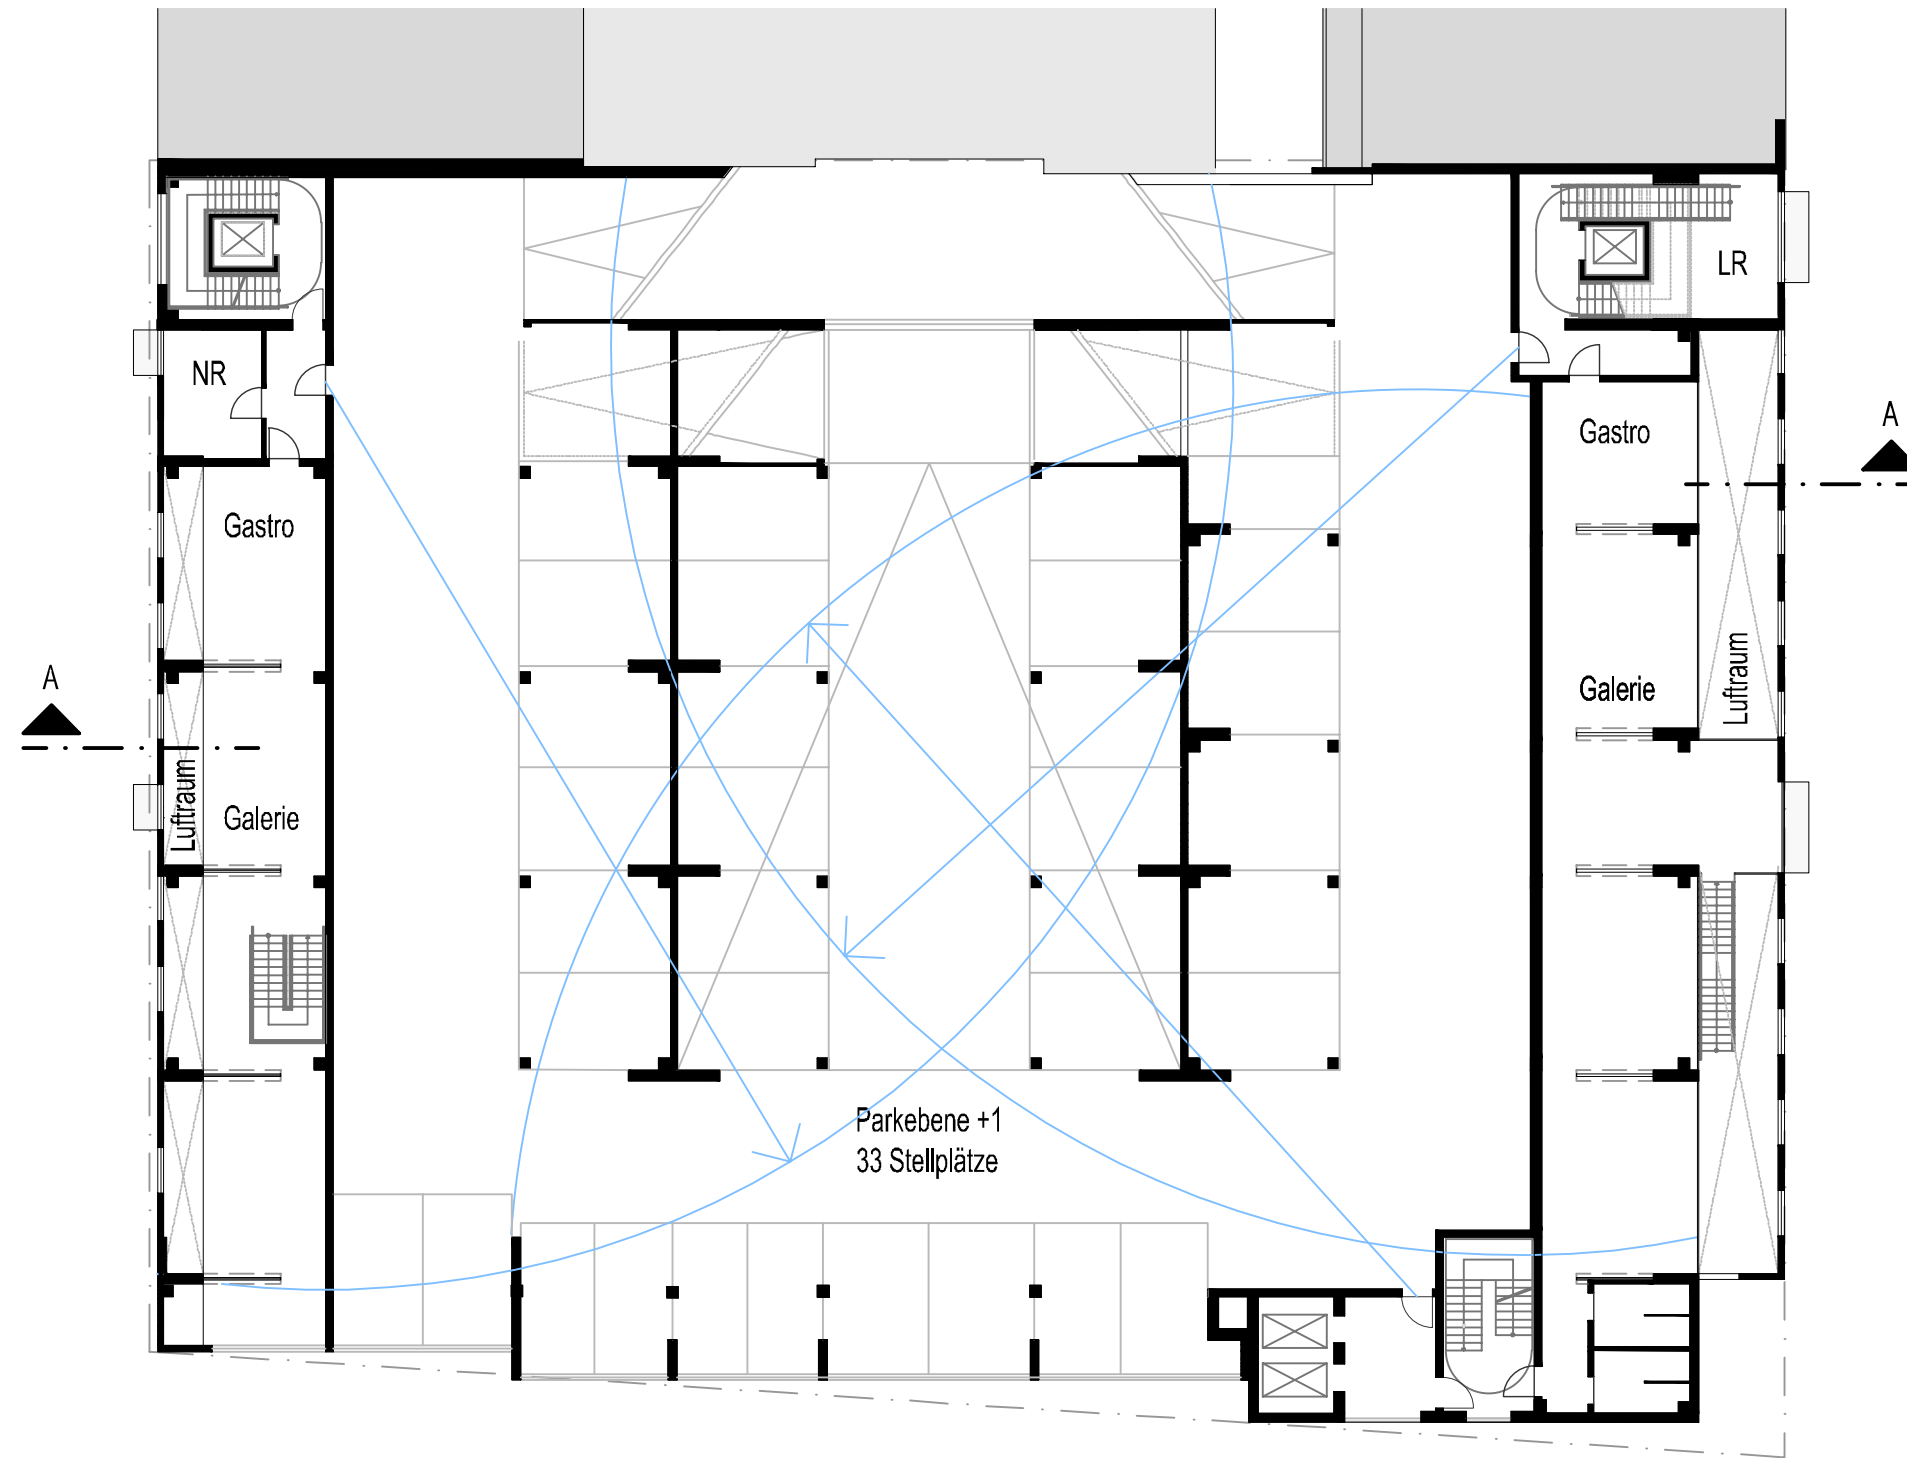 LR
NR
A
Gastro
Gastro
Luftraum
Galerie
A
Luftraum
Galerie
Parkebene +1
33 Stellplätze